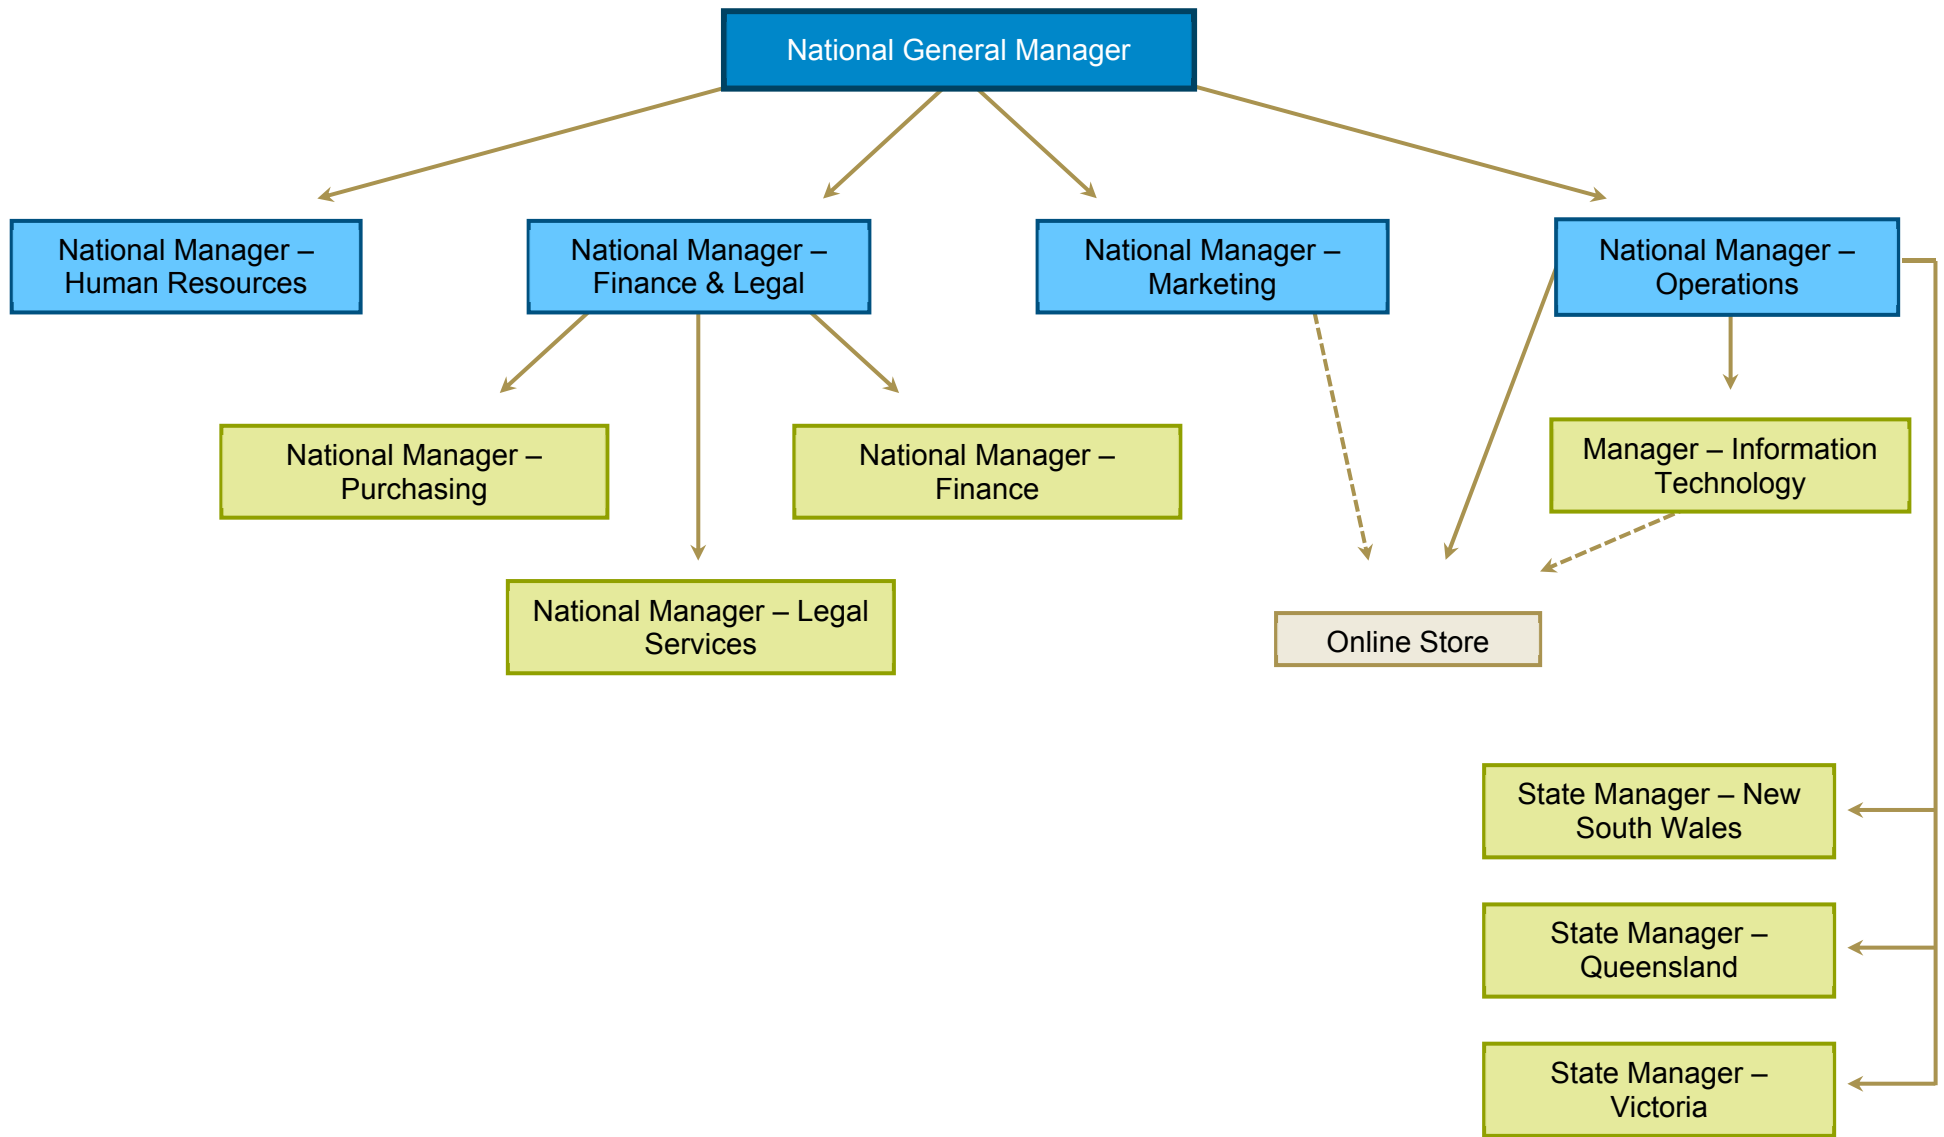 National General Manager
National Manager –
Human Resources
National Manager –
Finance & Legal
National Manager –
Marketing
National Manager –
Operations
National Manager –
Purchasing
National Manager –
Finance
Manager – Information
Technology
National Manager – Legal
Services
Online Store
State Manager – New
South Wales
State Manager –
Queensland
State Manager –
Victoria